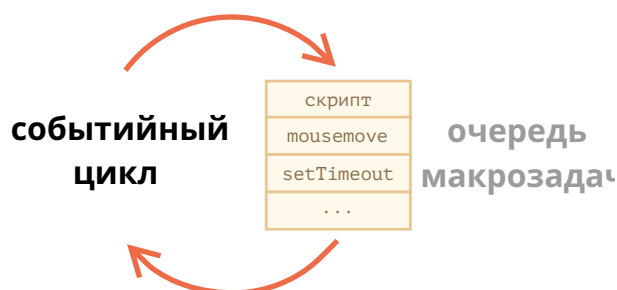 событийный
цикл
скрипт
mousemove
setTimeout
...
очередь
макрозадач